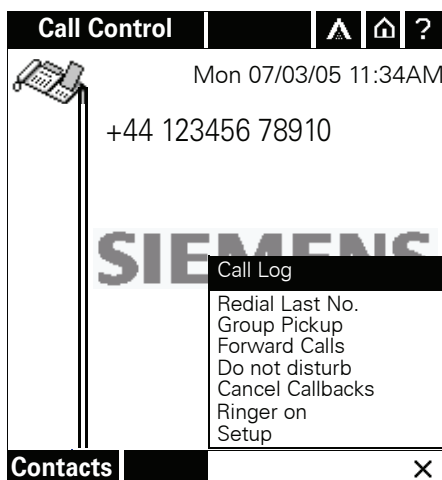 Call Control ?
Mon 07/03/05 11:34AM
+44 123456 78910
SIEMENS
Call Log
Redial Last No.
Group Pickup
Forward Calls
Do not disturb
Cancel Callbacks
Ringer on
Setup
Contacts